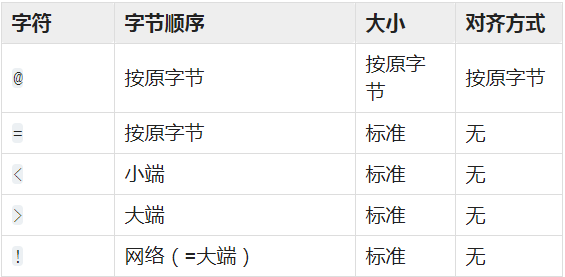 字符 字节顺序 大小 对齐方式
@ 按原字节 按原字节 按原字节
= 按原字节 标准 无
< 小端 标准 无
> 大端 标准 无
! 网络（=大端） 标准 无